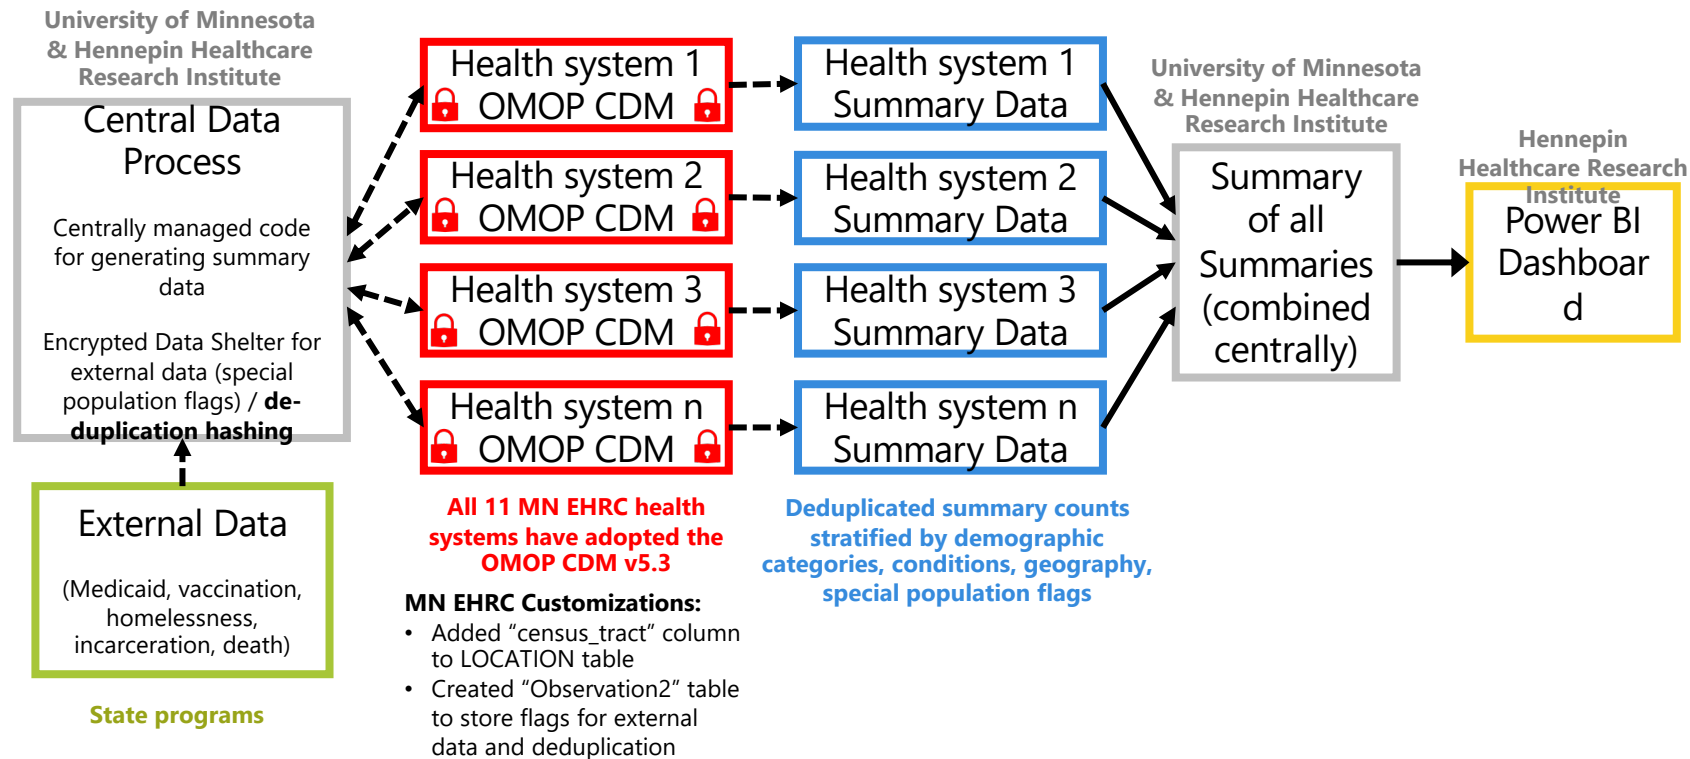 University of Minnesota
& Hennepin Healthcare
Research Institute
Central Data
Process
Centrally managed code
for generating summary
data
Encrypted Data Shelter for
external data (special
population flags) / de-
duplication hashing
External Data
(Medicaid, vaccination,
homelessness,
incarceration, death)
State programs
Health system 1
OMOP CDM
Health system 2
OMOP CDM
Health system 3
OMOP CDM
Health system n
OMOP CDM
All 11 MN EHRC health
systems have adopted the
OMOP CDM v5.3
MN EHRC Customizations:
• Added “census_tract” column
to LOCATION table
• Created “Observation2” table
to store flags for external
data and deduplication
Health system 1
Summary Data
Health system 2
Summary Data
Health system 3
Summary Data
Health system n
Summary Data
Deduplicated summary counts
stratified by demographic
categories, conditions, geography,
special population flags
University of Minnesota
& Hennepin Healthcare
Research Institute
Summary
of all
Summaries
(combined
centrally)
Hennepin
Healthcare Research
Institute
Power BI
Dashboar
d